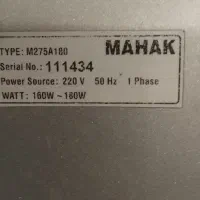 MAHAK
TYPE: M275A180
Serial No.: 111434
Power Source: 220 V 50 Hz 1 Phase
WATT: 160W ~ 160W